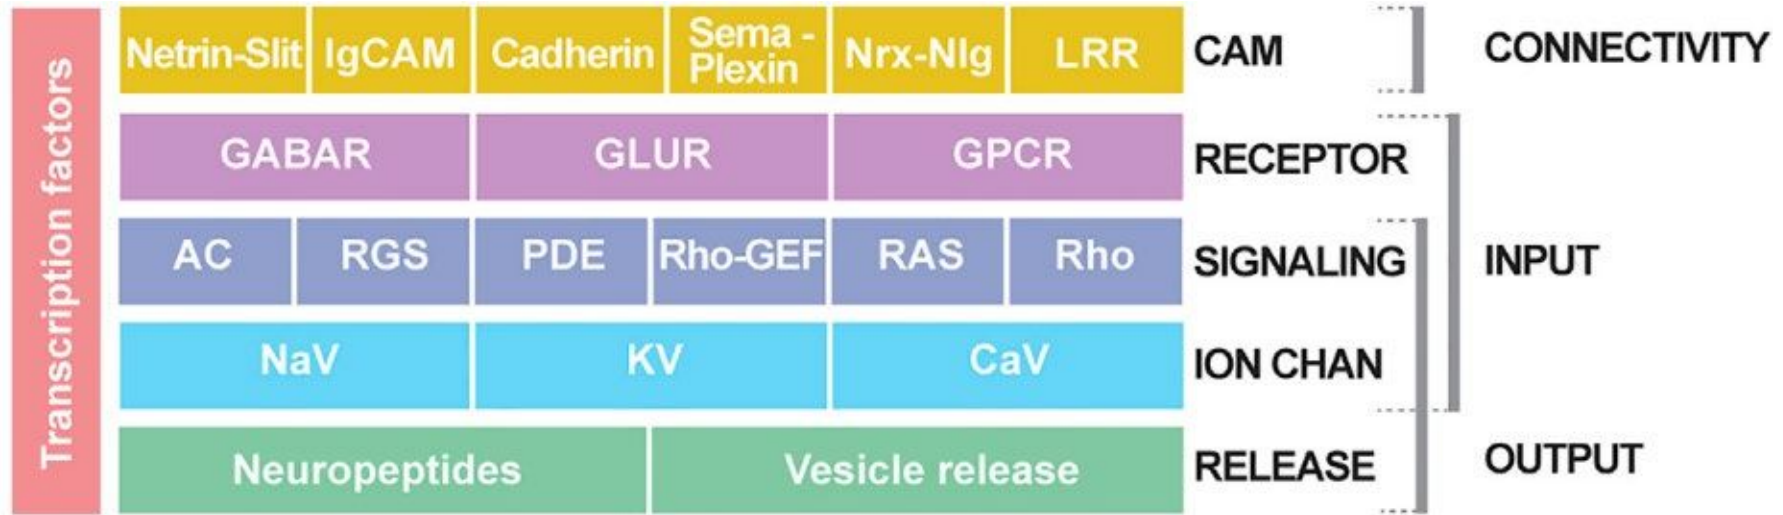 Transcription factors
Netrin-Slit IgCAM Cadherin Sema - Plexin Nrx-Nlg LRR CAM CONNECTIVITY
GABAR GLUR GPCR RECEPTOR
AC RGS PDE Rho-GEF RAS Rho SIGNALING INPUT
NaV KV CaV ION CHAN
Neuropeptides Vesicle release RELEASE OUTPUT